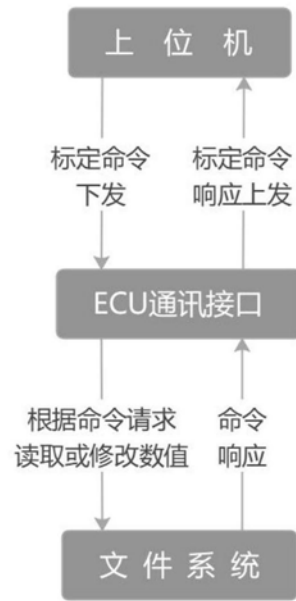 上位机
标定命令
下发
标定命令
响应上发
ECU通讯接口
根据命令请求
读取或修改数值
命令
响应
文件系统